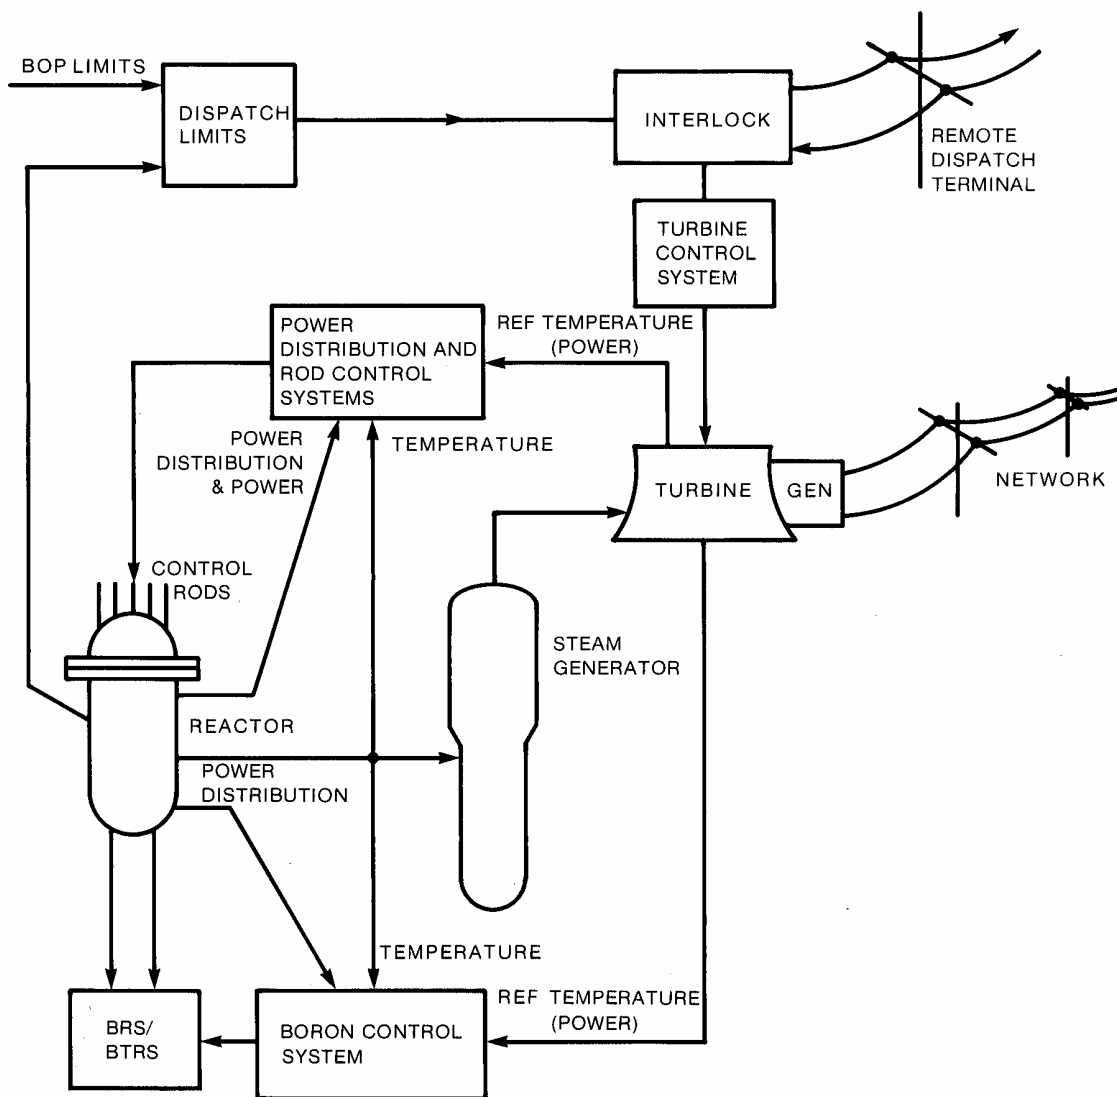 BOP LIMITS
DISPATCH
LIMITS
INTERLOCK
REMOTE
DISPATCH
TERMINAL
TURBINE
CONTROL
SYSTEM
POWER
DISTRIBUTION AND
ROD CONTROL
SYSTEMS
REF TEMPERATURE
(POWER)
POWER
DISTRIBUTION
& POWER
TEMPERATURE
TURBINE
GEN
NETWORK
CONTROL
RODS
STEAM
GENERATOR
REACTOR
POWER
DISTRIBUTION
TEMPERATURE
REF TEMPERATURE
(POWER)
BRS/
BTRS
BORON CONTROL
SYSTEM